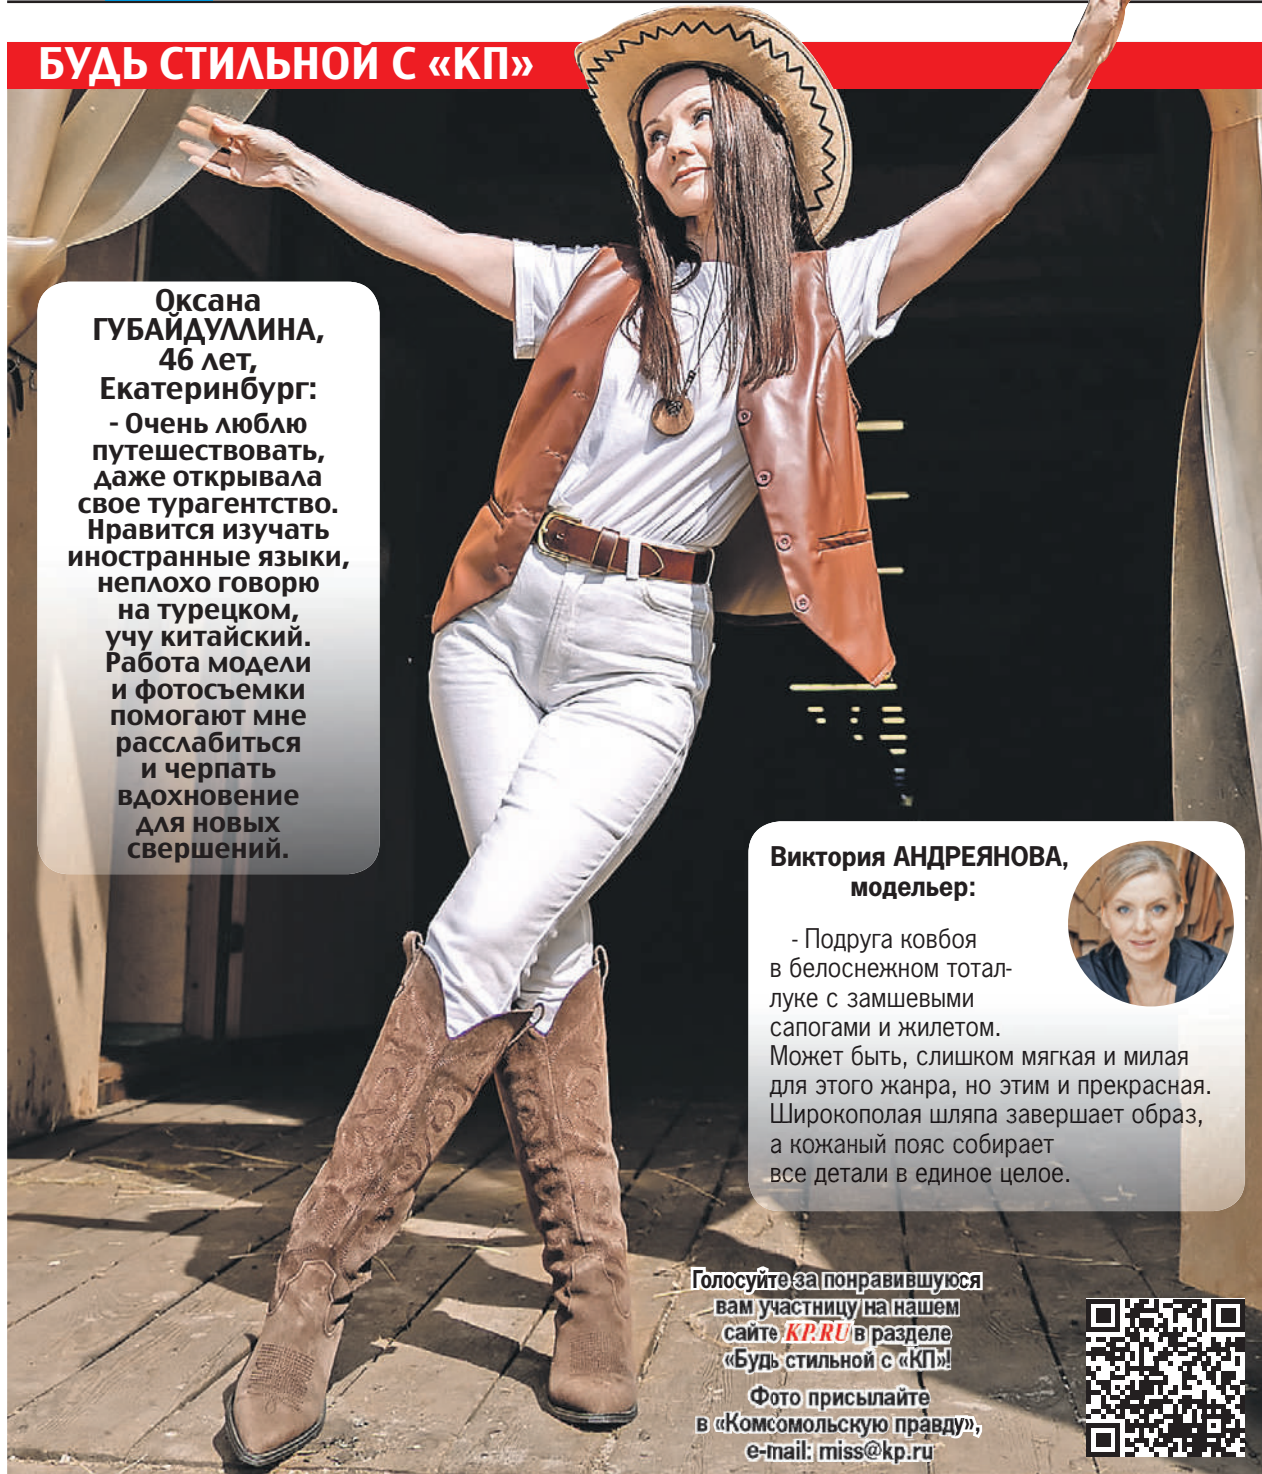 БУДЬ СТИЛЬНОЙ С «КП»
Оксана
ГУБАЙДУЛЛИНА,
46 лет,
Екатеринбург:
- Очень люблю
путешествовать,
даже открывала
свое турагентство.
Нравится изучать
иностранные языки,
неплохо говорю
на турецком,
учу китайский.
Работа модели
и фотосъемки
помогают мне
расслабиться
и черпать
вдохновение
для новых
свершений.
Виктория АНДРЕЯНОВА,
модельер:
- Подруга ковбоя
в белоснежном тотал-
луке с замшевыми
сапогами и жилетом.
Может быть, слишком мягкая и милая
для этого жанра, но этим и прекрасная.
Широкополая шляпа завершает образ,
а кожаный пояс собирает
все детали в единое целое.
Голосуйте за понравившуюся
вам участницу на нашем
сайте KP.RU в разделе
«Будь стильной с «КП»!
Фото присылайте
в «Комсомольскую правду»,
e-mail: miss@kp.ru